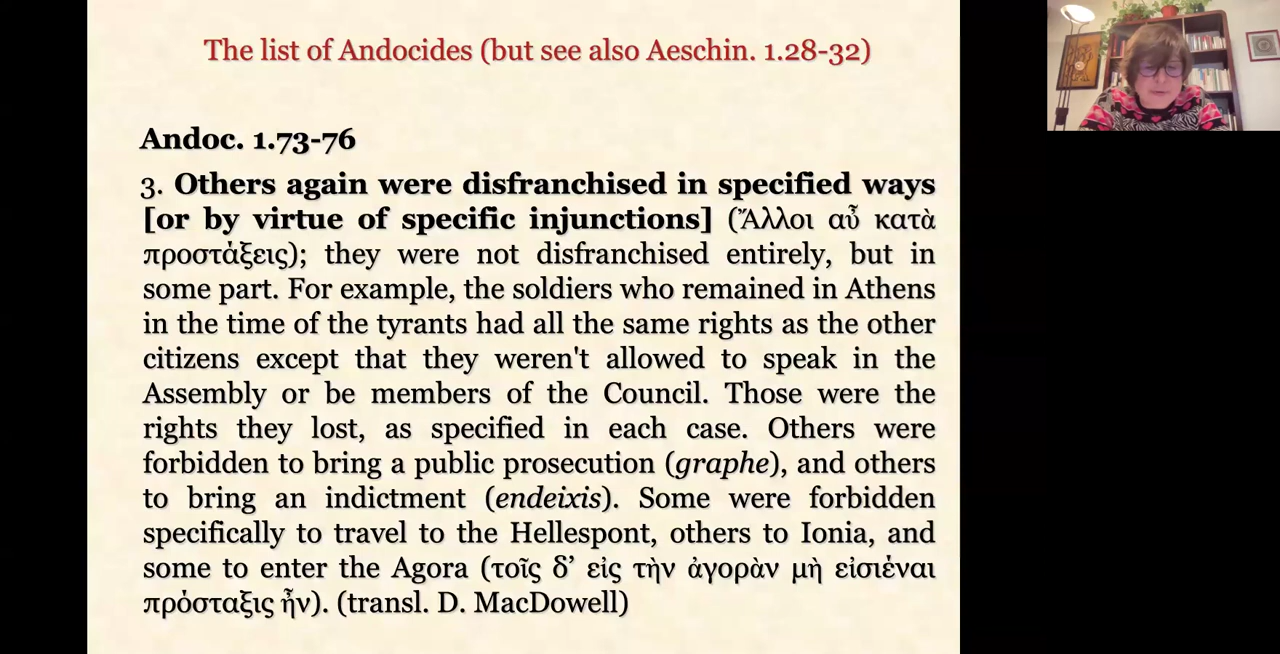 The list of Andocides (but see also Aeschin. 1.28-32)
Andoc. 1.73-76
3. Others again were disfranchised in specified ways
[or by virtue of specific injunctions] (Ἄλλοι αὖ κατὰ
προστάξεις); they were not disfranchised entirely, but in
some part. For example, the soldiers who remained in Athens
in the time of the tyrants had all the same rights as the other
citizens except that they weren't allowed to speak in the
Assembly or be members of the Council. Those were the
rights they lost, as specified in each case. Others were
forbidden to bring a public prosecution (graphe), and others
to bring an indictment (endeixis). Some were forbidden
specifically to travel to the Hellespont, others to Ionia, and
some to enter the Agora (τοῖς δ’ εἰς τὴν ἀγορὰν μὴ εἰσιέναι
πρόσταξις ἦν). (transl. D. MacDowell)